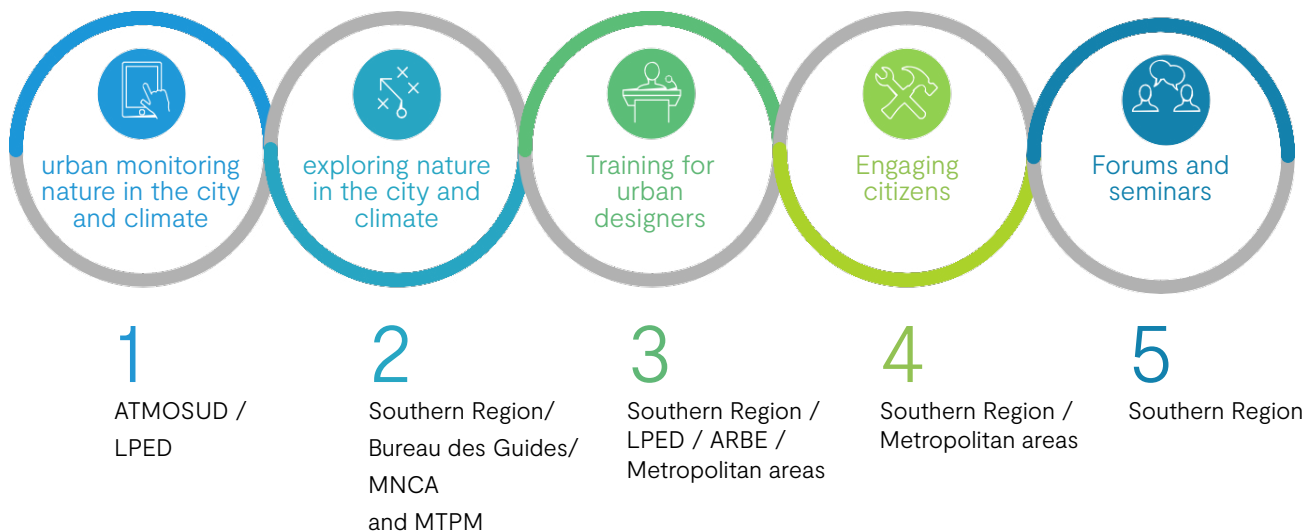 urban monitoring
nature in the city
and climate
exploring nature
in the city and
climate
Training for
urban
designers
Engaging
citizens
Forums and
seminars
1
ATMOSUD /
LPED
2
Southern Region/
Bureau des Guides/
MNCA
and MTPM
3
Southern Region /
LPED / ARBE /
Metropolitan areas
4
Southern Region /
Metropolitan areas
5
Southern Region